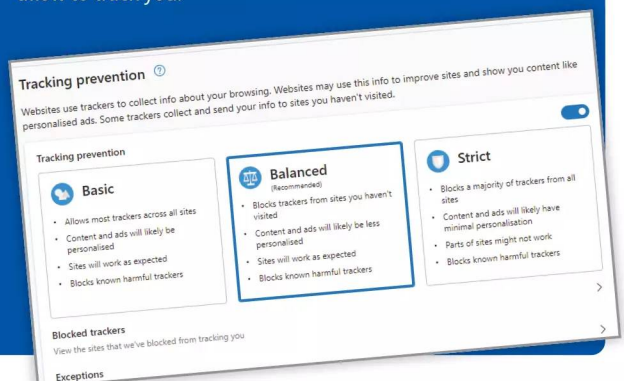 Tracking prevention
Websites use trackers to collect info about your browsing. Websites may use this info to improve sites and show you content like
personalised ads. Some trackers collect and send your info to sites you haven't visited.
Tracking prevention
Basic
• Allows most trackers across all sites
• Content and ads will likely be
personalised
• Sites will work as expected
• Blocks known harmful trackers
Balanced
(Recommended)
• Blocks trackers from sites you haven't
visited
• Content and ads will likely be less
personalised
• Sites will work as expected
• Blocks known harmful trackers
Strict
• Blocks a majority of trackers from all
sites
• Content and ads will likely have
minimal personalisation
• Parts of sites might not work
• Blocks known harmful trackers
Blocked trackers
View the sites that we've blocked from tracking you
Exceptions